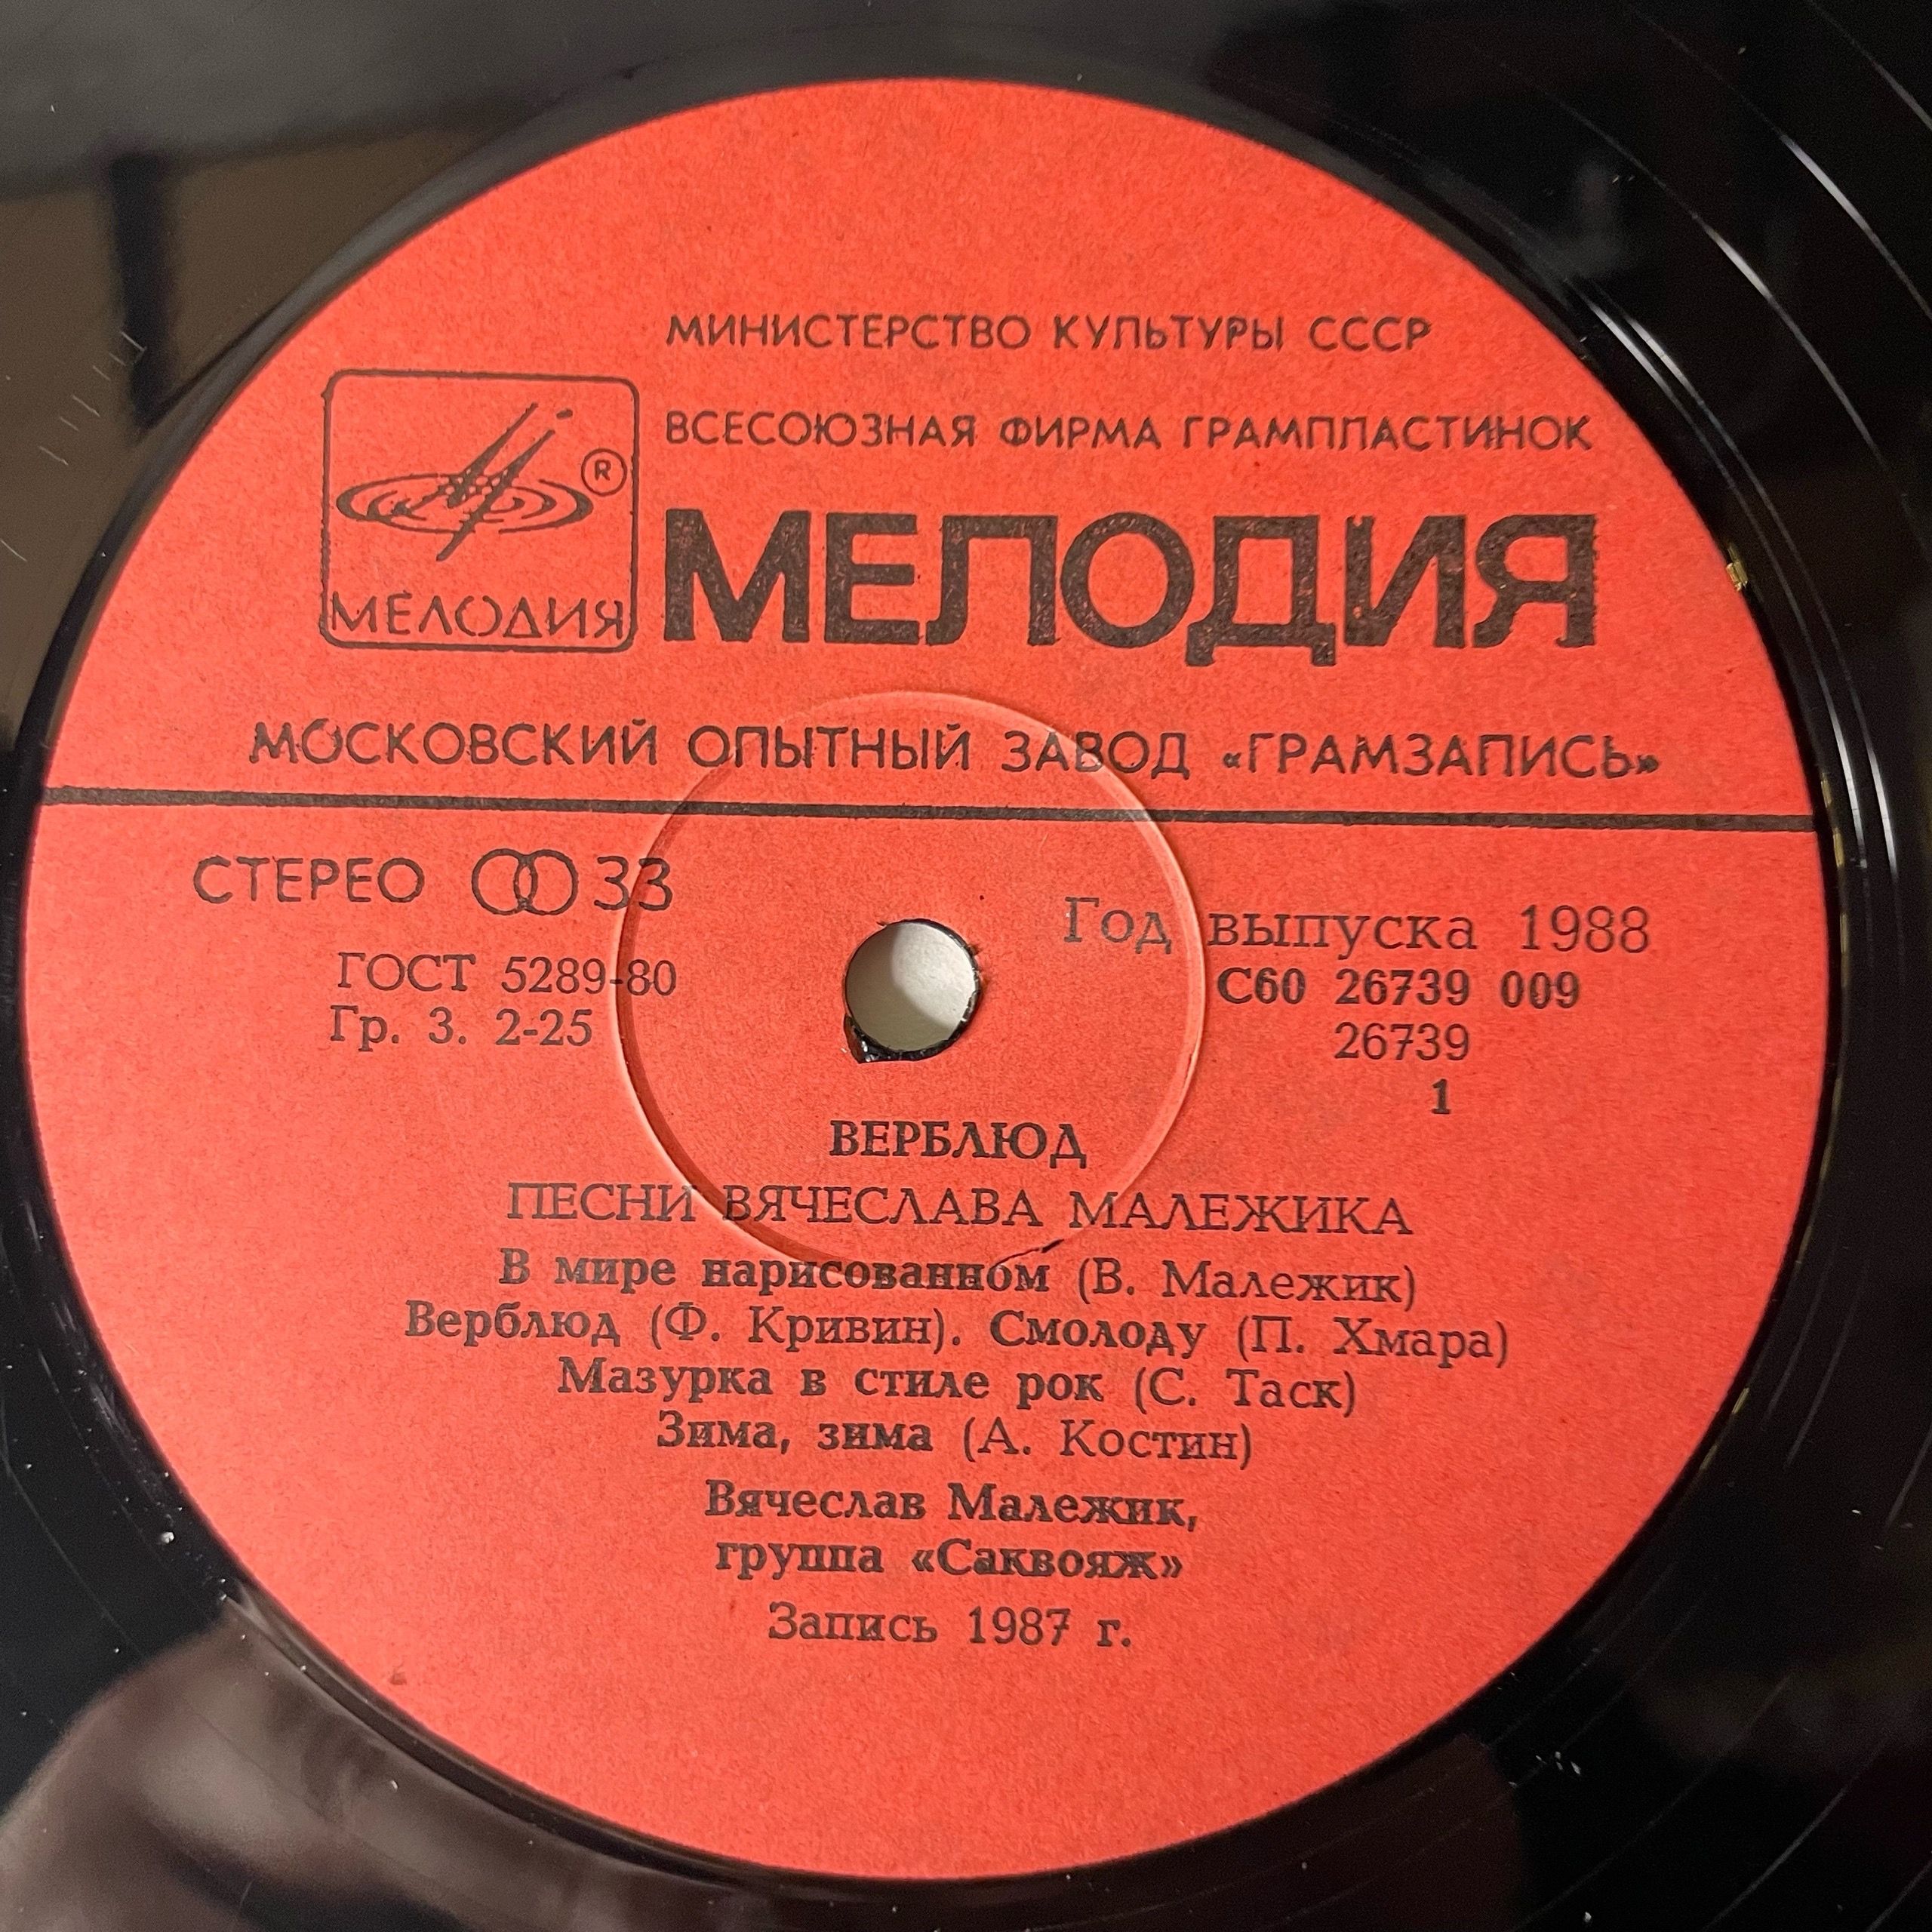 МИНИСТЕРСТВО КУЛЬТУРЫ СССР
ВСЕСОЮЗНАЯ ФИРМА ГРАМПЛАСТИНОК
®
МЕЛОДИЯ
МЕЛОДИЯ
МОСКОВСКИЙ ОПЫТНЫЙ ЗАВОД «ГРАМЗАПИСЬ»
СТЕРЕО 33
ГОСТ 5289-80
Гр. 3. 2-25
Год выпуска 1988
С60 26739 009
26739
1
ВЕРБЛЮД
ПЕСНИ ВЯЧЕСЛАВА МАЛЕЖИКА
В мире нарисованном (В. Малежик)
Верблюд (Ф. Кривин). Смолоду (П. Хмара)
Мазурка в стиле рок (С. Таск)
Зима, зима (А. Костин)
Вячеслав Малежик,
группа «Саквояж»
Запись 1987 г.